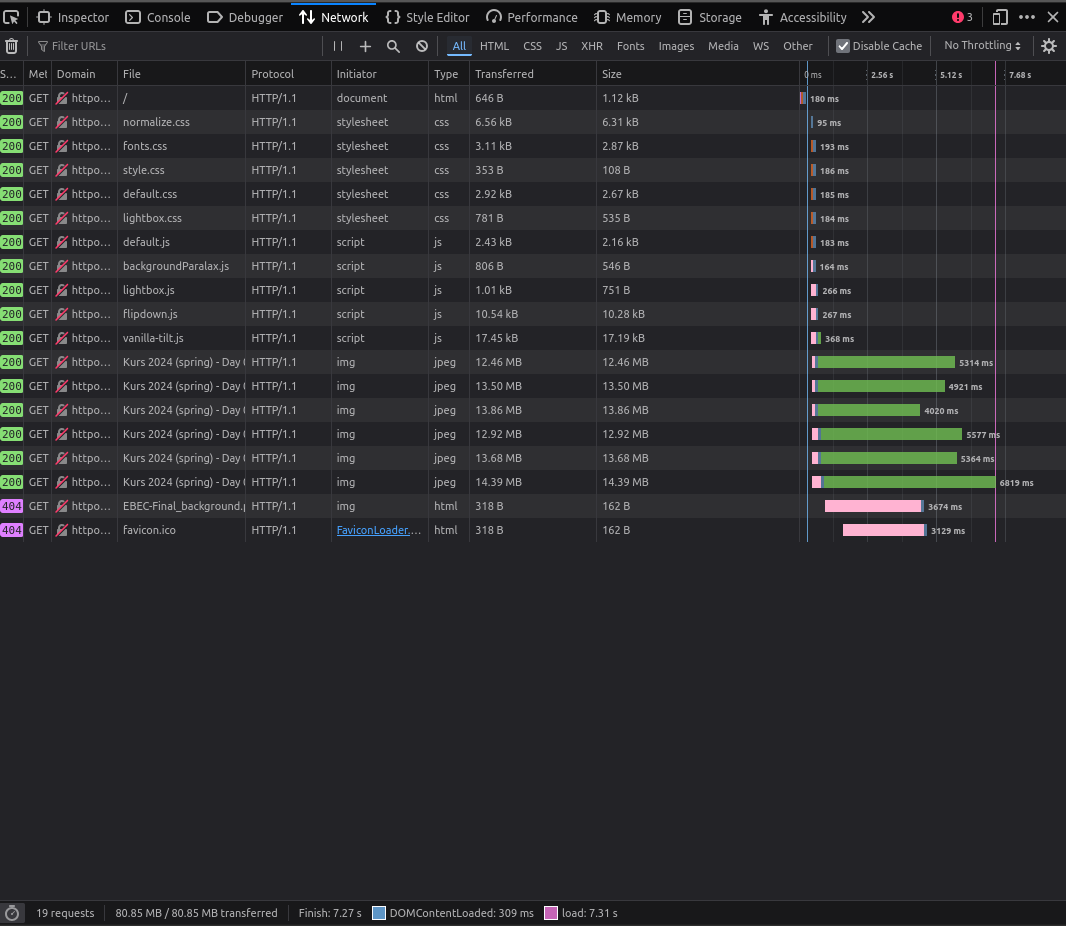 Inspector Console Debugger Network Style Editor Performance Memory Storage Accessibility 3
Filter URLs All HTML CSS JS XHR Fonts Images Media WS Other Disable Cache No Throttling
S... Met Domain File Protocol Initiator Type Transferred Size 0 ms 2.56 s 5.12 s 7.68 s
200 GET httpo... / HTTP/1.1 document html 646 B 1.12 kB 180 ms
200 GET httpo... normalize.css HTTP/1.1 stylesheet css 6.56 kB 6.31 kB 95 ms
200 GET httpo... fonts.css HTTP/1.1 stylesheet css 3.11 kB 2.87 kB 193 ms
200 GET httpo... style.css HTTP/1.1 stylesheet css 353 B 108 B 186 ms
200 GET httpo... default.css HTTP/1.1 stylesheet css 2.92 kB 2.67 kB 185 ms
200 GET httpo... lightbox.css HTTP/1.1 stylesheet css 781 B 535 B 184 ms
200 GET httpo... default.js HTTP/1.1 script js 2.43 kB 2.16 kB 183 ms
200 GET httpo... backgroundParalax.js HTTP/1.1 script js 806 B 546 B 164 ms
200 GET httpo... lightbox.js HTTP/1.1 script js 1.01 kB 751 B 266 ms
200 GET httpo... flipdown.js HTTP/1.1 script js 10.54 kB 10.28 kB 267 ms
200 GET httpo... vanilla-tilt.js HTTP/1.1 script js 17.45 kB 17.19 kB 368 ms
200 GET httpo... Kurs 2024 (spring) - Day HTTP/1.1 img jpeg 12.46 MB 12.46 MB 5314 ms
200 GET httpo... Kurs 2024 (spring) - Day HTTP/1.1 img jpeg 13.50 MB 13.50 MB 4921 ms
200 GET httpo... Kurs 2024 (spring) - Day HTTP/1.1 img jpeg 13.86 MB 13.86 MB 4020 ms
200 GET httpo... Kurs 2024 (spring) - Day HTTP/1.1 img jpeg 12.92 MB 12.92 MB 5577 ms
200 GET httpo... Kurs 2024 (spring) - Day HTTP/1.1 img jpeg 13.68 MB 13.68 MB 5364 ms
200 GET httpo... Kurs 2024 (spring) - Day HTTP/1.1 img jpeg 14.39 MB 14.39 MB 6819 ms
404 GET httpo... EBEC-Final_background.p HTTP/1.1 img html 318 B 162 B 3674 ms
404 GET httpo... favicon.ico HTTP/1.1 FaviconLoader.... html 318 B 162 B 3129 ms
19 requests 80.85 MB / 80.85 MB transferred Finish: 7.27 s DOMContentLoaded: 309 ms load: 7.31 s